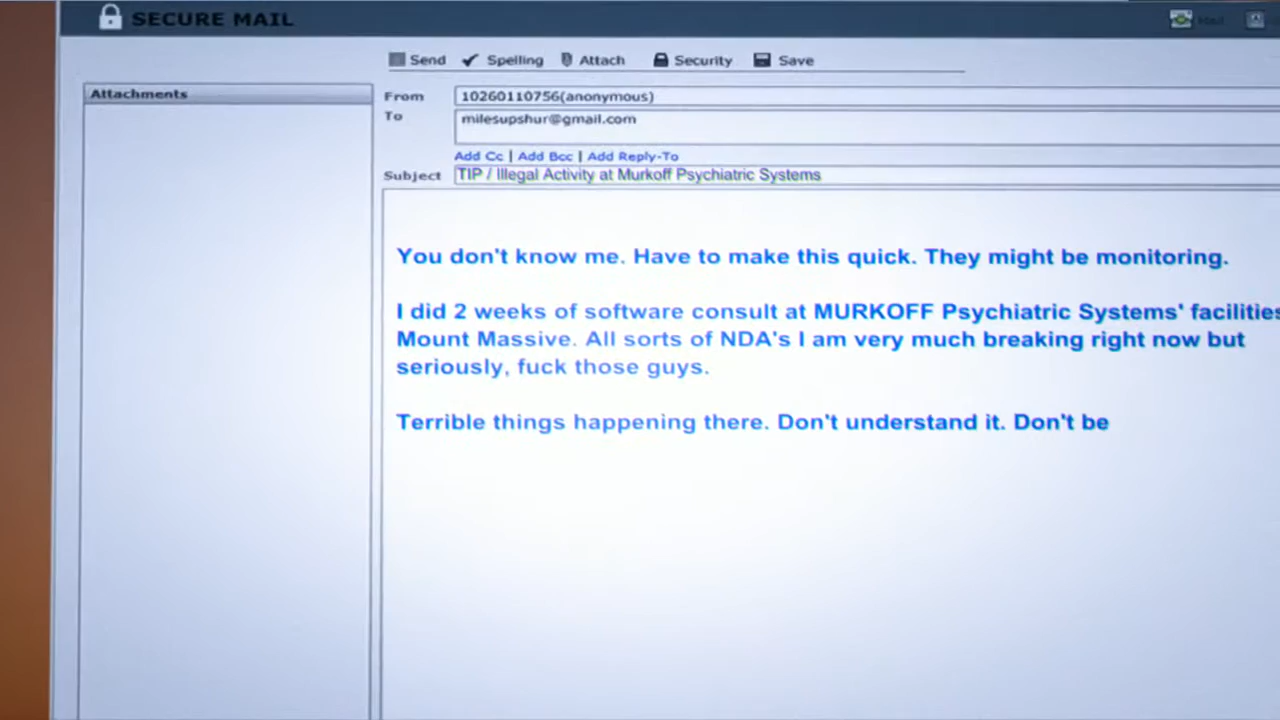 SECURE MAIL
Mail
Send Spelling Attach Security Save
Attachments
From 10260110756(anonymous)
To milesupshur@gmail.com
Add Cc | Add Bcc | Add Reply-To
Subject TIP / Illegal Activity at Murkoff Psychiatric Systems
You don't know me. Have to make this quick. They might be monitoring.
I did 2 weeks of software consult at MURKOFF Psychiatric Systems' facilities
Mount Massive. All sorts of NDA's I am very much breaking right now but
seriously, fuck those guys.
Terrible things happening there. Don't understand it. Don't be